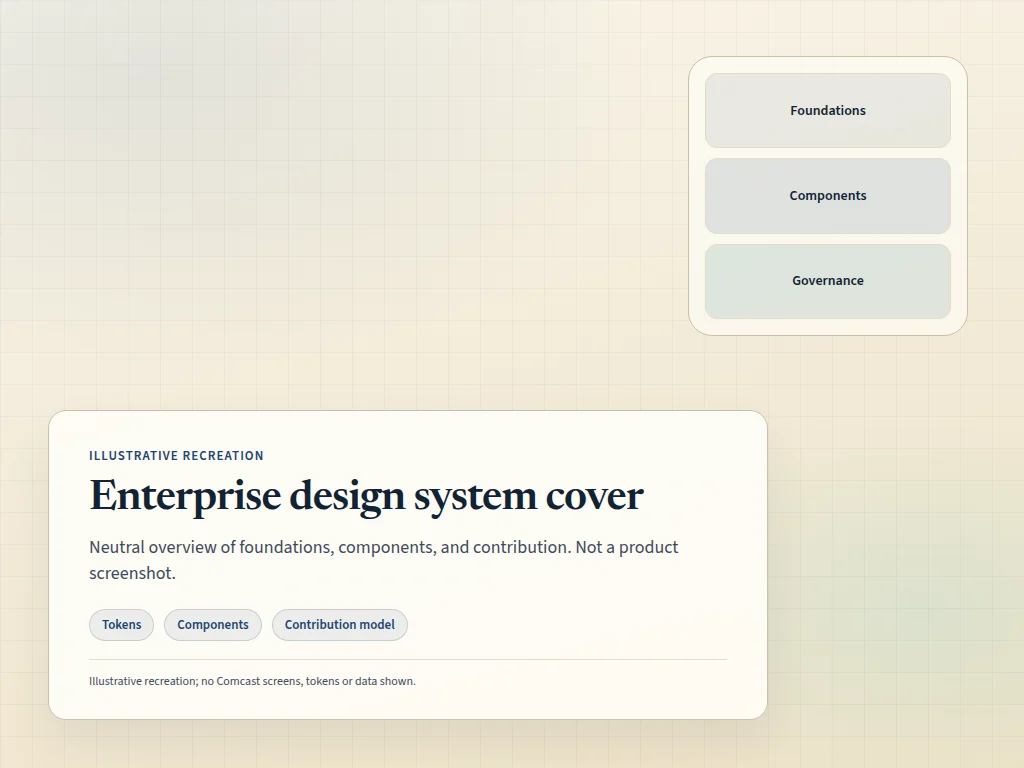 Foundations
Components
Governance
ILLUSTRATIVE RECREATION
Enterprise design system cover
Neutral overview of foundations, components, and contribution. Not a product
screenshot.
Tokens
Components
Contribution model
Illustrative recreation; no Comcast screens, tokens or data shown.